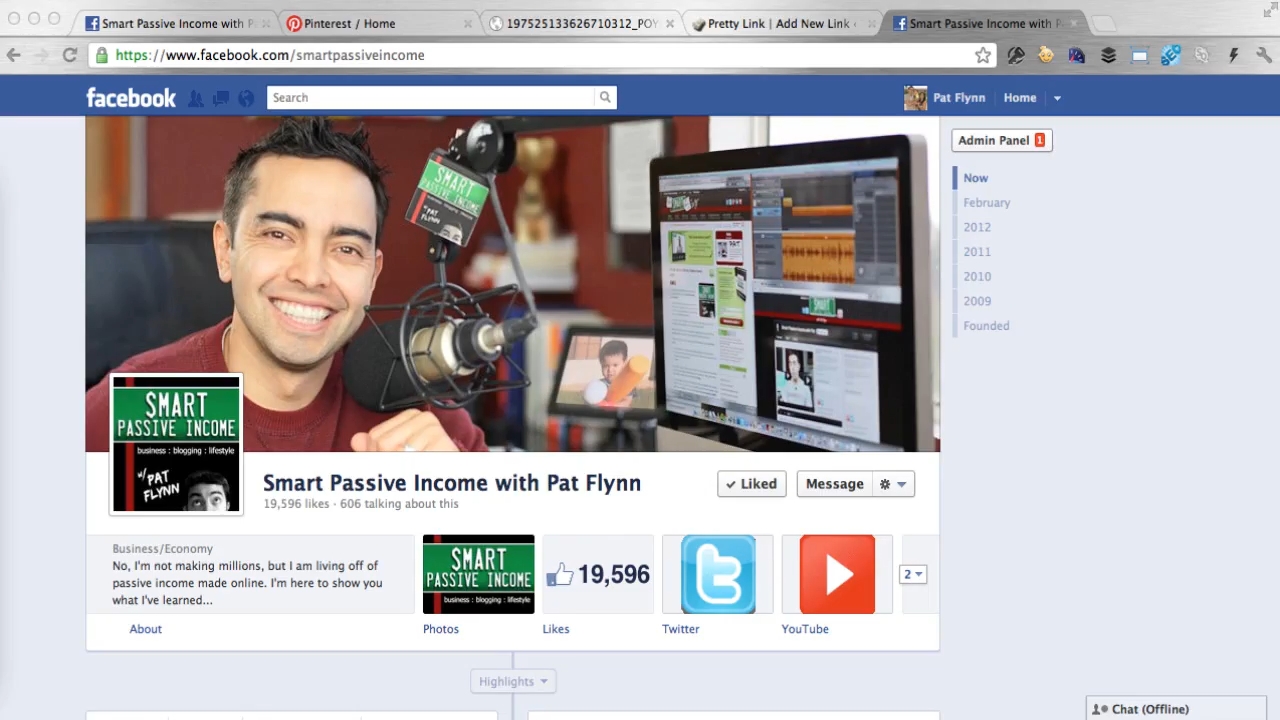 Smart Passive Income with P
Pinterest / Home
197525133626710312_POY
Pretty Link | Add New Link
Smart Passive Income with P
https://www.facebook.com/smartpassiveincome
facebook
Search
Pat Flynn
Home
Admin Panel 1
Now
February
2012
2011
2010
2009
Founded
SMART
PASSIVE INCOME
SMART
PASSIVE INCOME
business : blogging : lifestyle
w/ PAT
FLYNN
Smart Passive Income with Pat Flynn
19,596 likes · 606 talking about this
Liked
Message
Business/Economy
No, I'm not making millions, but I am living off of
passive income made online. I'm here to show you
what I've learned...
SMART
PASSIVE INCOME
business : blogging : lifestyle
19,596
2
About
Photos
Likes
Twitter
YouTube
Highlights
Chat (Offline)